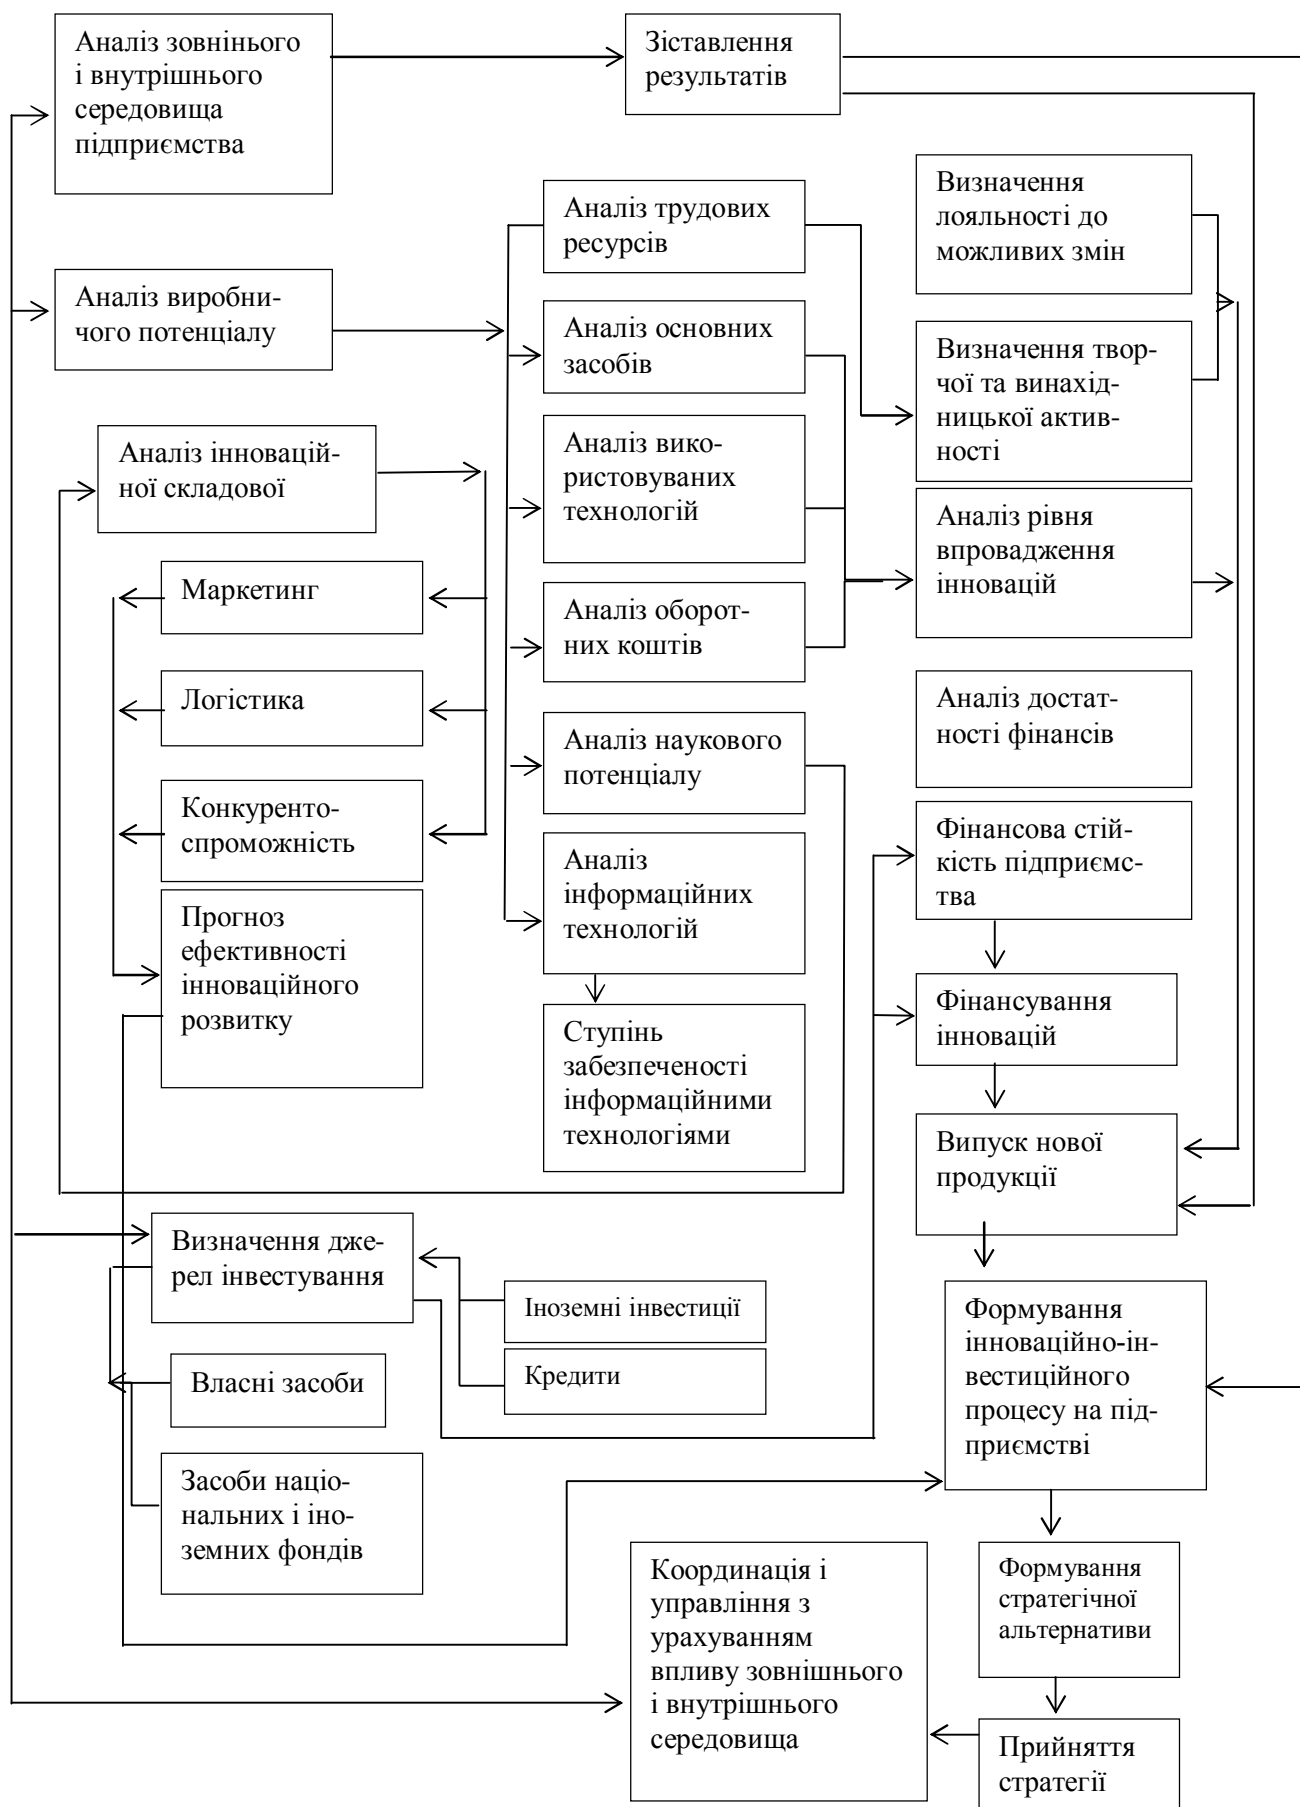 Аналіз зовніного
і внутрішнього
середовища
підприємства
Зіставлення
результатів
Визначення
лояльності до
можливих змін
Аналіз трудових
ресурсів
Аналіз виробни-
чого потенціалу
Аналіз основних
засобів
Визначення твор-
чої та винахід-
ницької актив-
ності
Аналіз інновацій-
ної складової
Аналіз вико-
ристовуваних
технологій
Аналіз рівня
впровадження
інновацій
Маркетинг
Аналіз оборот-
них коштів
Логістика
Аналіз достат-
ності фінансів
Аналіз наукового
потенціалу
Конкуренто-
спроможність
Фінансова стій-
кість підприємс-
тва
Аналіз
інформаційних
технологій
Прогноз
ефективності
інноваційного
розвитку
Фінансування
інновацій
Ступінь
забезпеченості
інформаційними
технологіями
Випуск нової
продукції
Визначення дже-
рел інвестування
Іноземні інвестиції
Кредити
Формування
інноваційно-ін-
вестиційного
процесу на під-
приємстві
Власні засоби
Засоби націо-
нальних і іно-
земних фондів
Координація і
управління з
урахуванням
впливу зовнішнього
і внутрішнього
середовища
Формування
стратегічної
альтернативи
Прийняття
стратегії